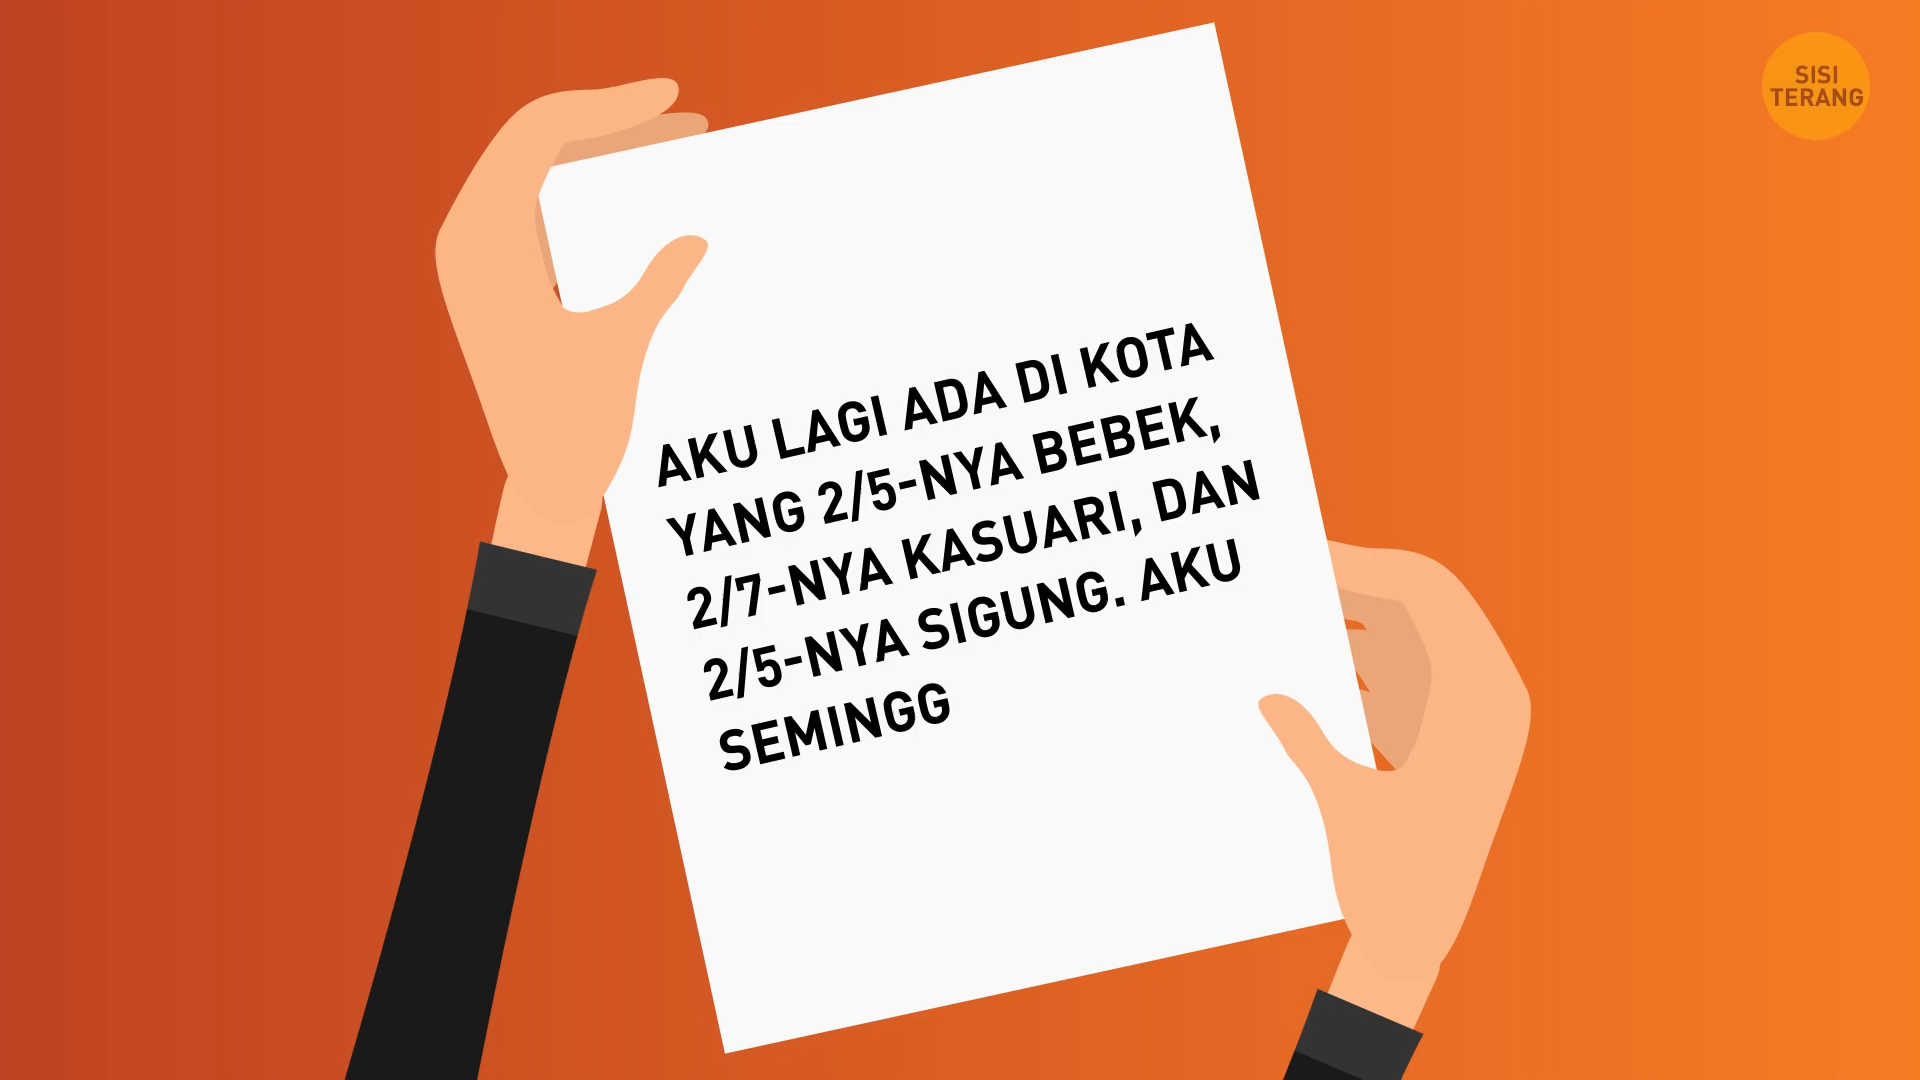 SISI
TERANG
AKU LAGI ADA DI KOTA
YANG 2/5-NYA BEBEK,
2/7-NYA KASUARI, DAN
2/5-NYA SIGUNG. AKU
SEMINGG